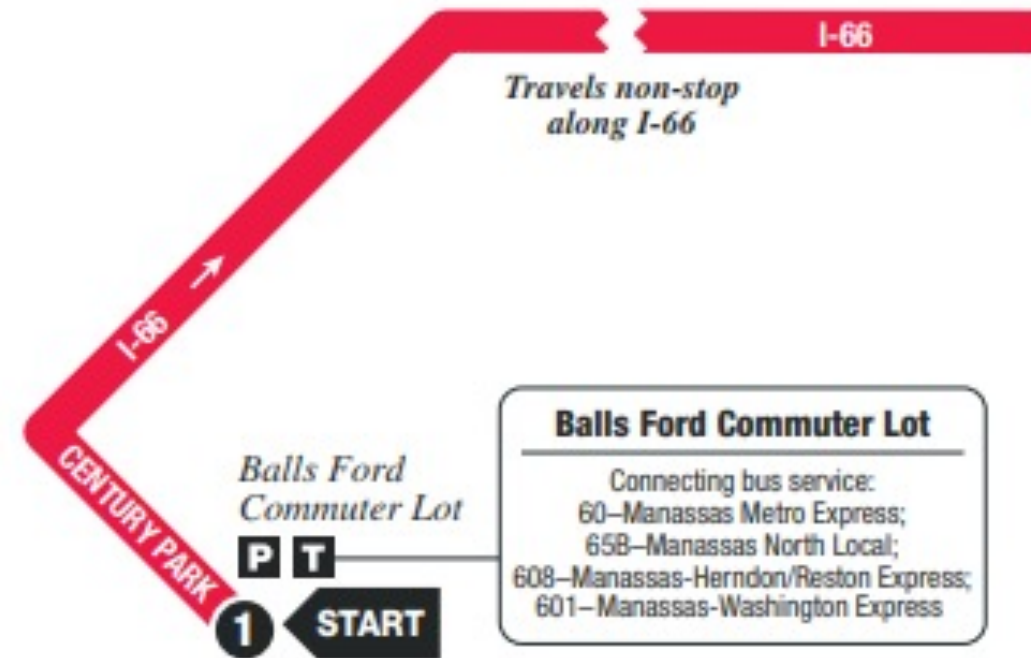 I-66
Travels non-stop
along I-66
I-66
CENTURY PARK
Balls Ford
Commuter Lot
P T
1
START
Balls Ford Commuter Lot
Connecting bus service:
60–Manassas Metro Express;
65B–Manassas North Local;
608–Manassas-Herndon/Reston Express;
601–Manassas-Washington Express